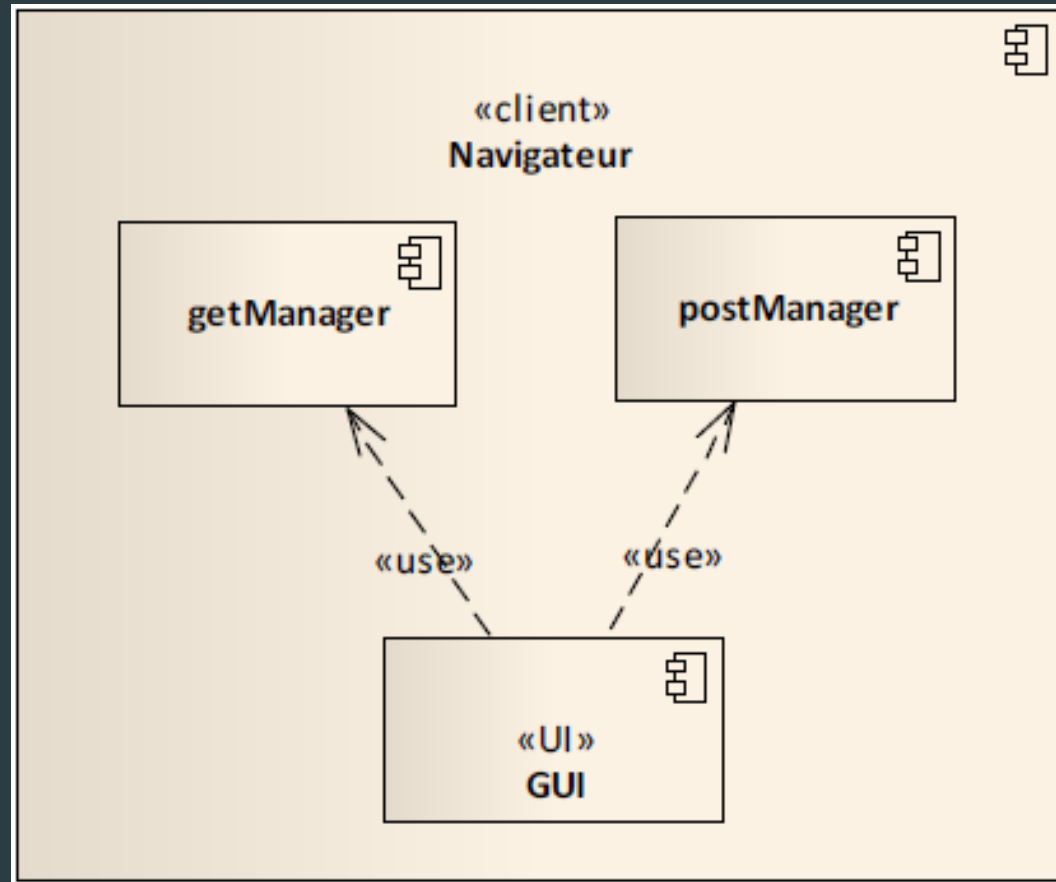 «client»
Navigateur
getManager
postManager
«use»
«use»
«UI»
GUI